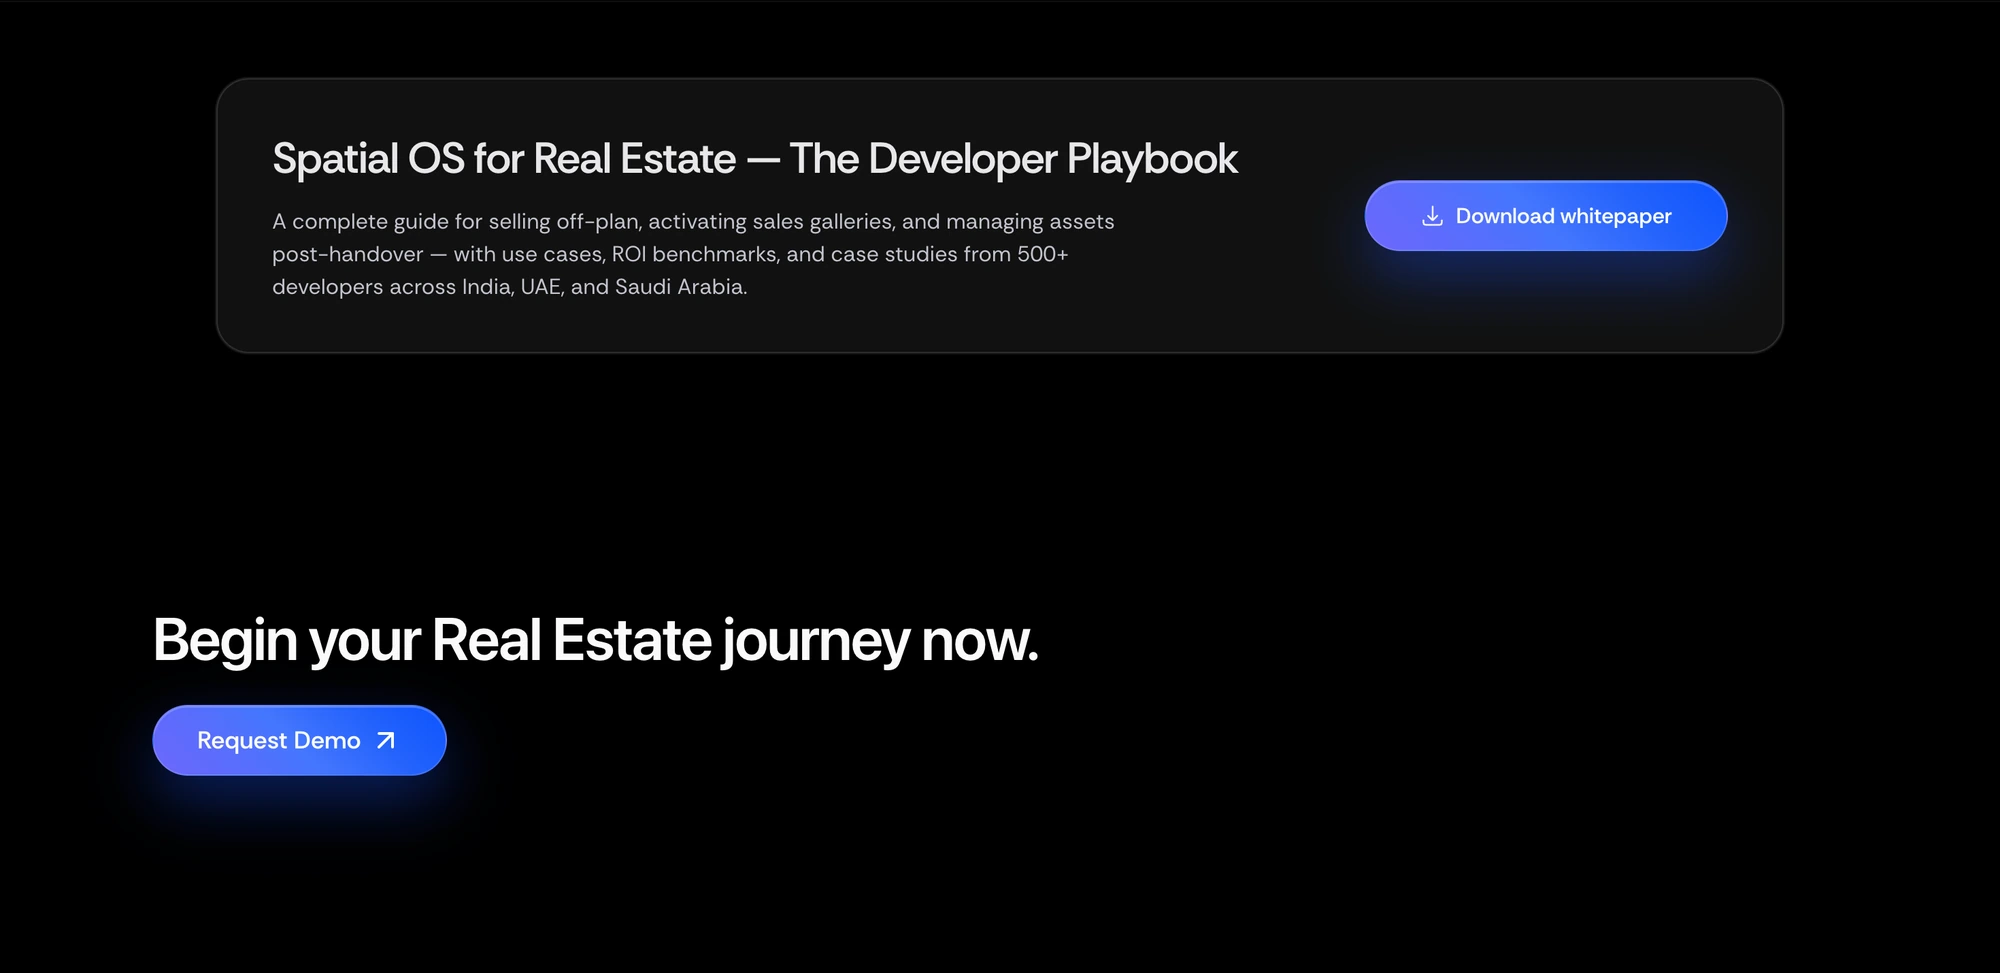 Spatial OS for Real Estate — The Developer Playbook
A complete guide for selling off-plan, activating sales galleries, and managing assets
post-handover — with use cases, ROI benchmarks, and case studies from 500+
developers across India, UAE, and Saudi Arabia.
Download whitepaper
Begin your Real Estate journey now.
Request Demo